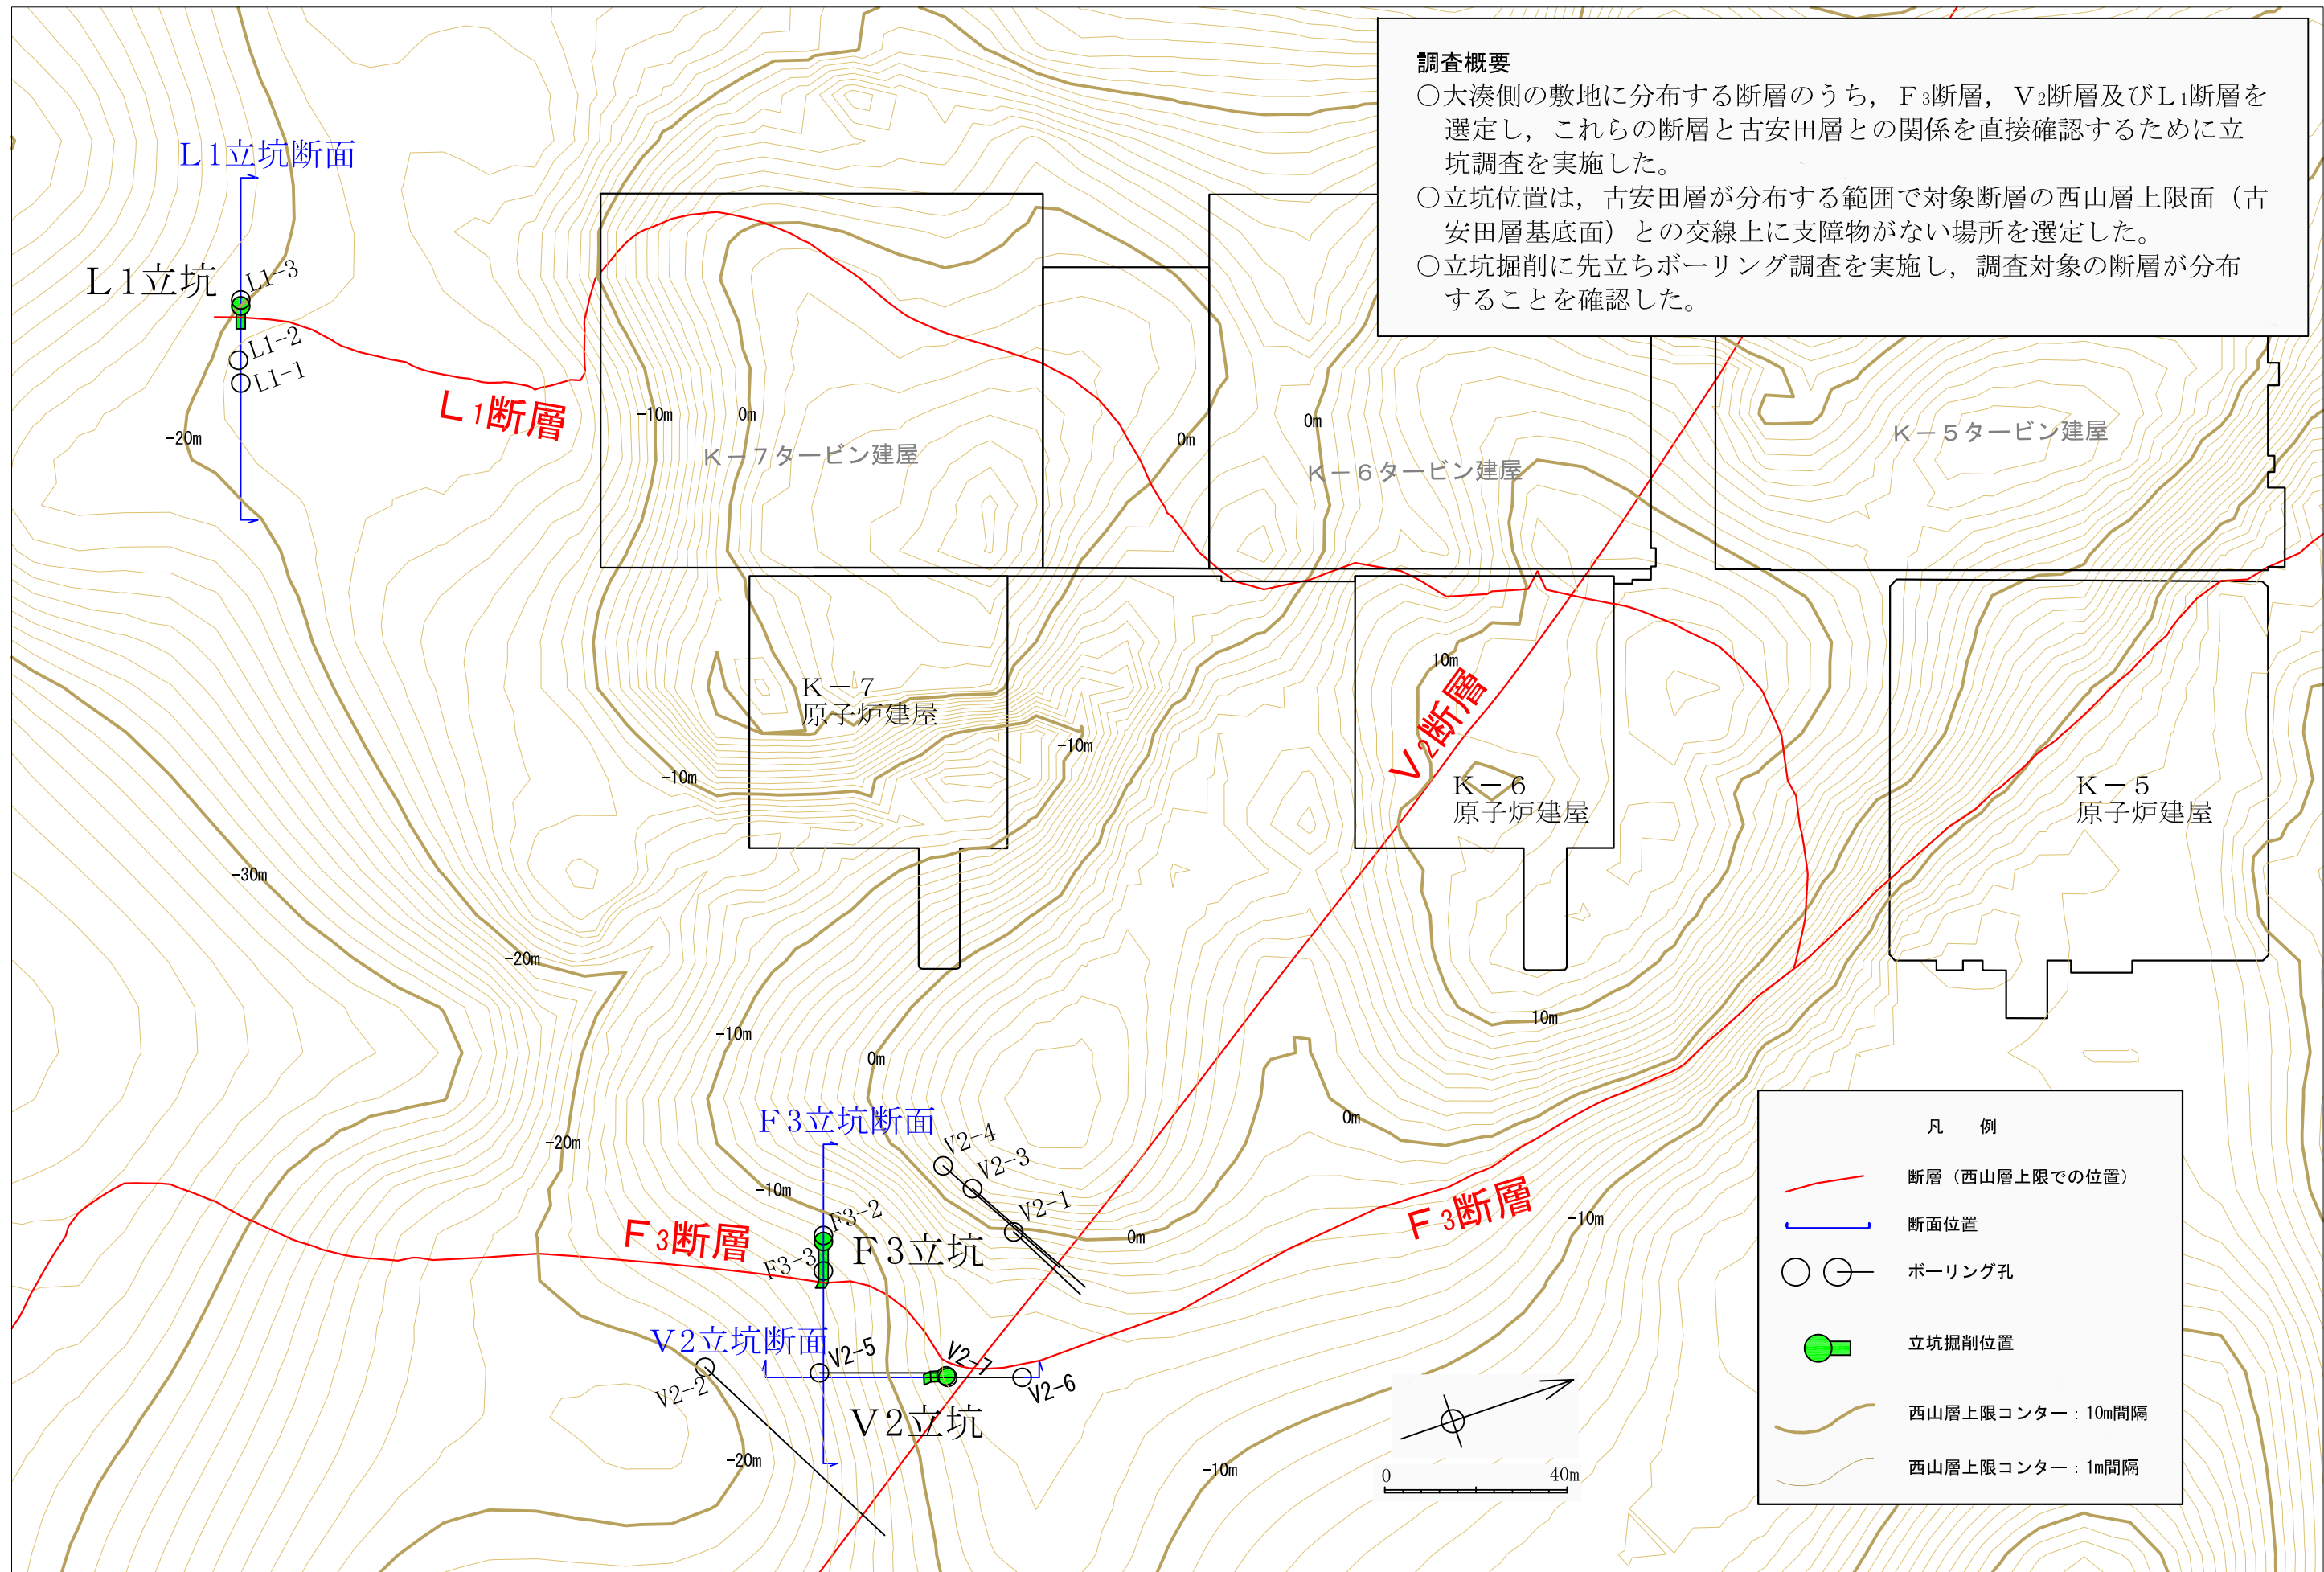 調査概要
○大湊側の敷地に分布する断層のうち，Ｆ3断層，Ｖ2断層及びＬ1断層を
選定し，これらの断層と古安田層との関係を直接確認するために立
坑調査を実施した。
○立坑位置は，古安田層が分布する範囲で対象断層の西山層上限面（古
安田層基底面）との交線上に支障物がない場所を選定した。
○立坑掘削に先立ちボーリング調査を実施し，調査対象の断層が分布
することを確認した。
Ｌ1立坑断面
Ｌ1立坑
L1-3
L1-2
L1-1
Ｌ1断層
-20m
-10m
0m
0m
0m
Ｋ－７タービン建屋
Ｋ－６タービン建屋
Ｋ－５タービン建屋
10m
Ｖ2断層
Ｋ－７
原子炉建屋
-10m
-10m
Ｋ－６
原子炉建屋
Ｋ－５
原子炉建屋
-30m
-20m
10m
-10m
0m
Ｆ3立坑断面
0m
-20m
V2-4
V2-3
-10m
V2-1
F3-2
Ｆ3断層
Ｆ3断層
-10m
0m
Ｆ3立坑
F3-3
Ｖ2立坑断面
V2-5
V2-7
V2-2
V2-6
Ｖ2立坑
-20m
-10m
0
40m
凡 例
断層（西山層上限での位置）
断面位置
ボーリング孔
立坑掘削位置
西山層上限コンター：10m間隔
西山層上限コンター：1m間隔